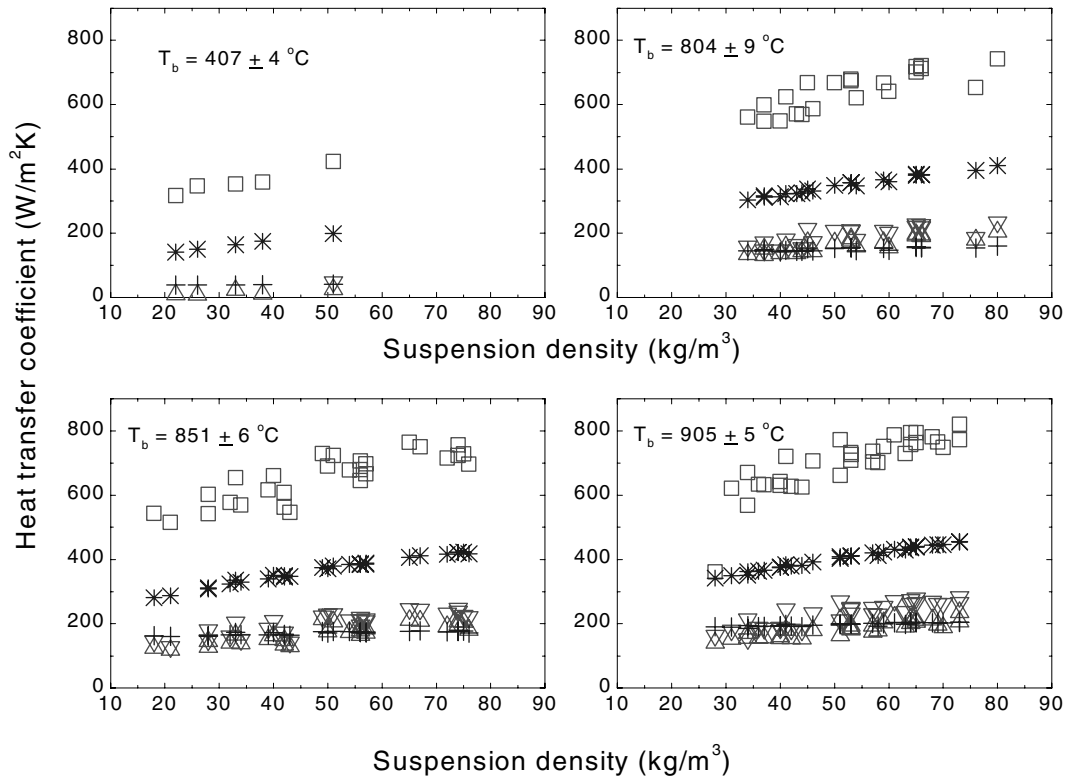 Heat transfer coefficient (W/m²K)
T_b = 407 ± 4 °C
800
600
400
200
0
10 20 30 40 50 60 70 80 90
T_b = 804 ± 9 °C
800
600
400
200
0
10 20 30 40 50 60 70 80 90
Suspension density (kg/m³)
T_b = 851 ± 6 °C
800
600
400
200
0
10 20 30 40 50 60 70 80 90
T_b = 905 ± 5 °C
800
600
400
200
0
10 20 30 40 50 60 70 80 90
Suspension density (kg/m³)